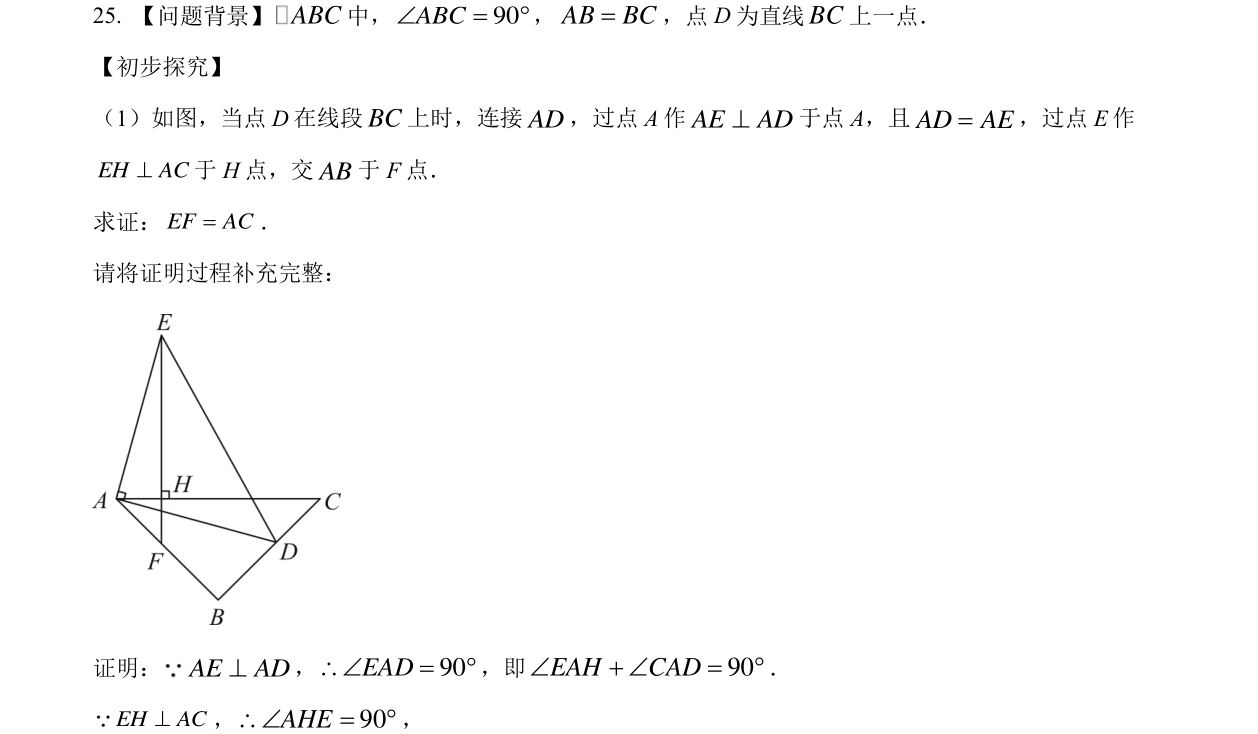 25. 【问题背景】□ABC 中，∠ABC = 90°，AB = BC，点 D 为直线 BC 上一点．
【初步探究】
（1）如图，当点 D 在线段 BC 上时，连接 AD，过点 A 作 AE ⊥ AD 于点 A，且 AD = AE，过点 E 作
EH ⊥ AC 于 H 点，交 AB 于 F 点．
求证：EF = AC．
请将证明过程补充完整：
E
H
A
C
F
D
B
证明：∵ AE ⊥ AD，∴∠EAD = 90°，即∠EAH + ∠CAD = 90°．
∵ EH ⊥ AC，∴∠AHE = 90°，